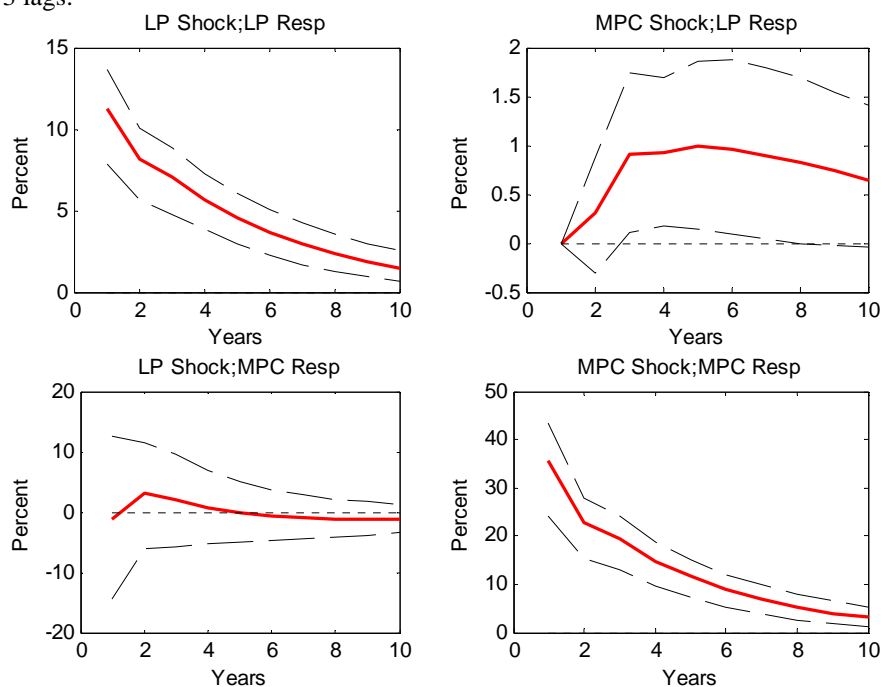 3 lags.
LP Shock;LP Resp
15
10
5
0
Percent
0 2 4 6 8 10
Years
MPC Shock;LP Resp
2
1.5
1
0.5
0
-0.5
Percent
0 2 4 6 8 10
Years
LP Shock;MPC Resp
20
10
0
-10
-20
Percent
0 2 4 6 8 10
Years
MPC Shock;MPC Resp
50
40
30
20
10
0
Percent
0 2 4 6 8 10
Years